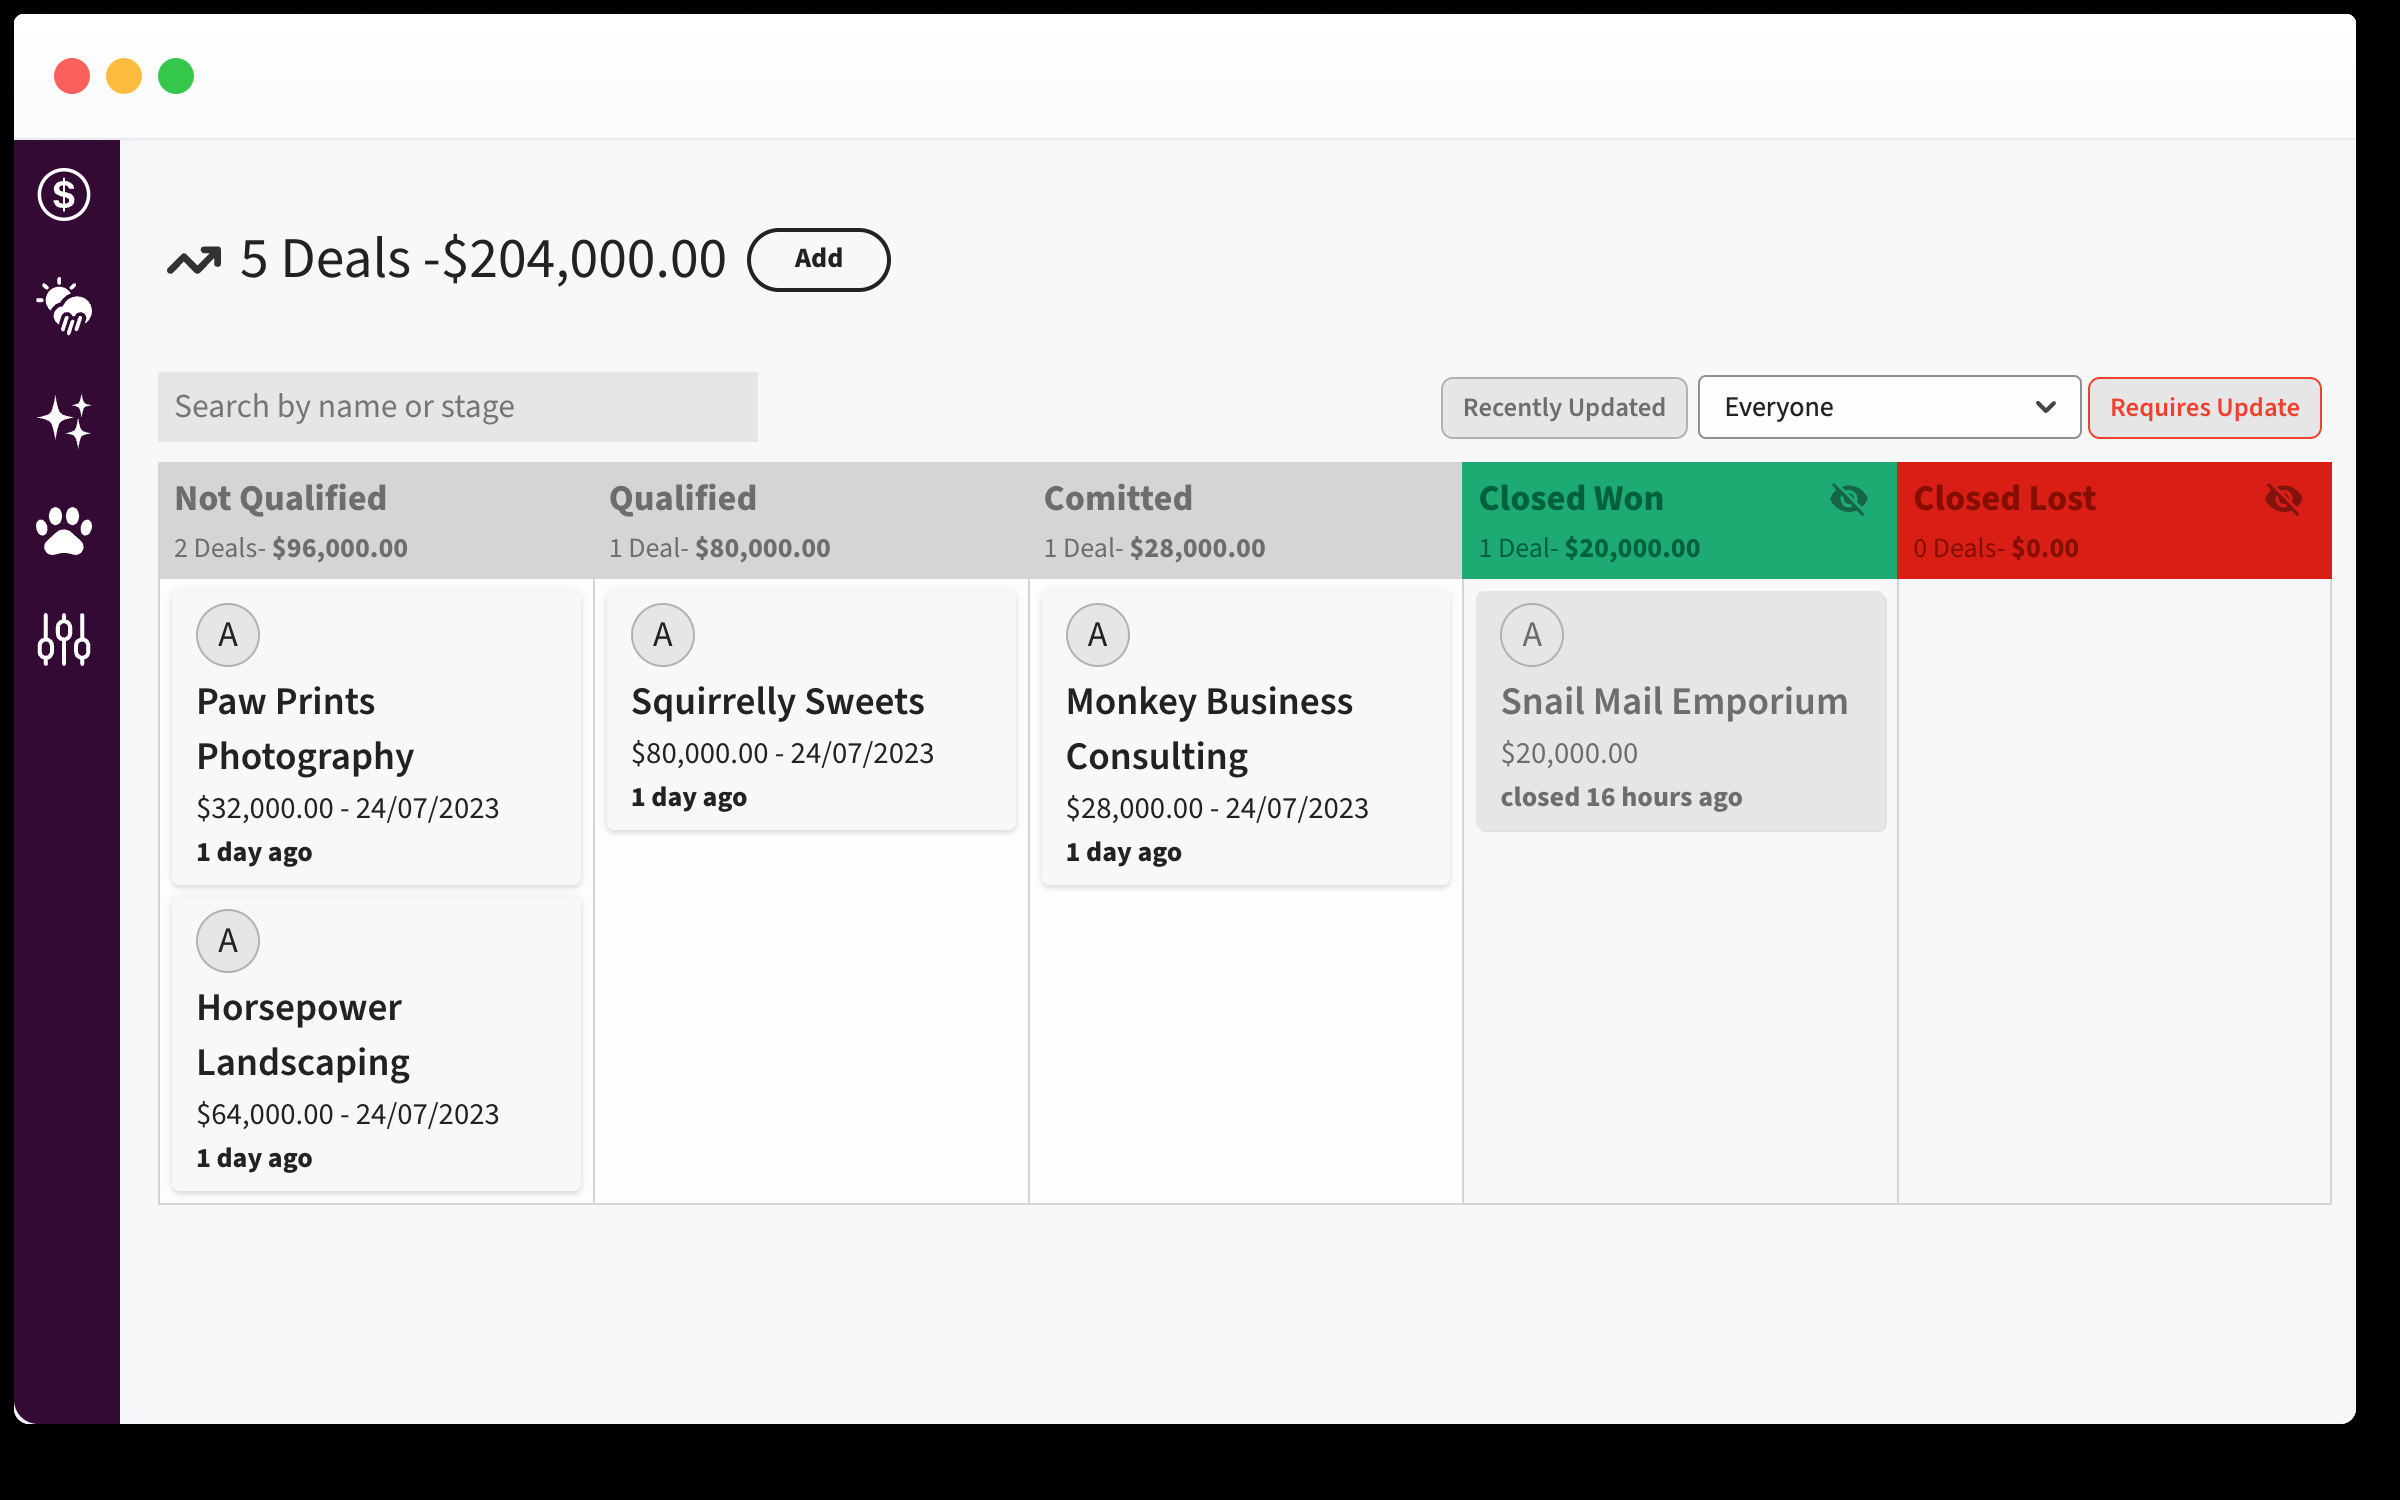 $
5 Deals -$204,000.00
Add
Search by name or stage
Recently Updated
Everyone
Requires Update
Not Qualified
2 Deals- $96,000.00
Qualified
1 Deal- $80,000.00
Comitted
1 Deal- $28,000.00
Closed Won
1 Deal- $20,000.00
Closed Lost
0 Deals- $0.00
A
Paw Prints
Photography
$32,000.00 - 24/07/2023
1 day ago
A
Horsepower
Landscaping
$64,000.00 - 24/07/2023
1 day ago
A
Squirrelly Sweets
$80,000.00 - 24/07/2023
1 day ago
A
Monkey Business
Consulting
$28,000.00 - 24/07/2023
1 day ago
A
Snail Mail Emporium
$20,000.00
closed 16 hours ago